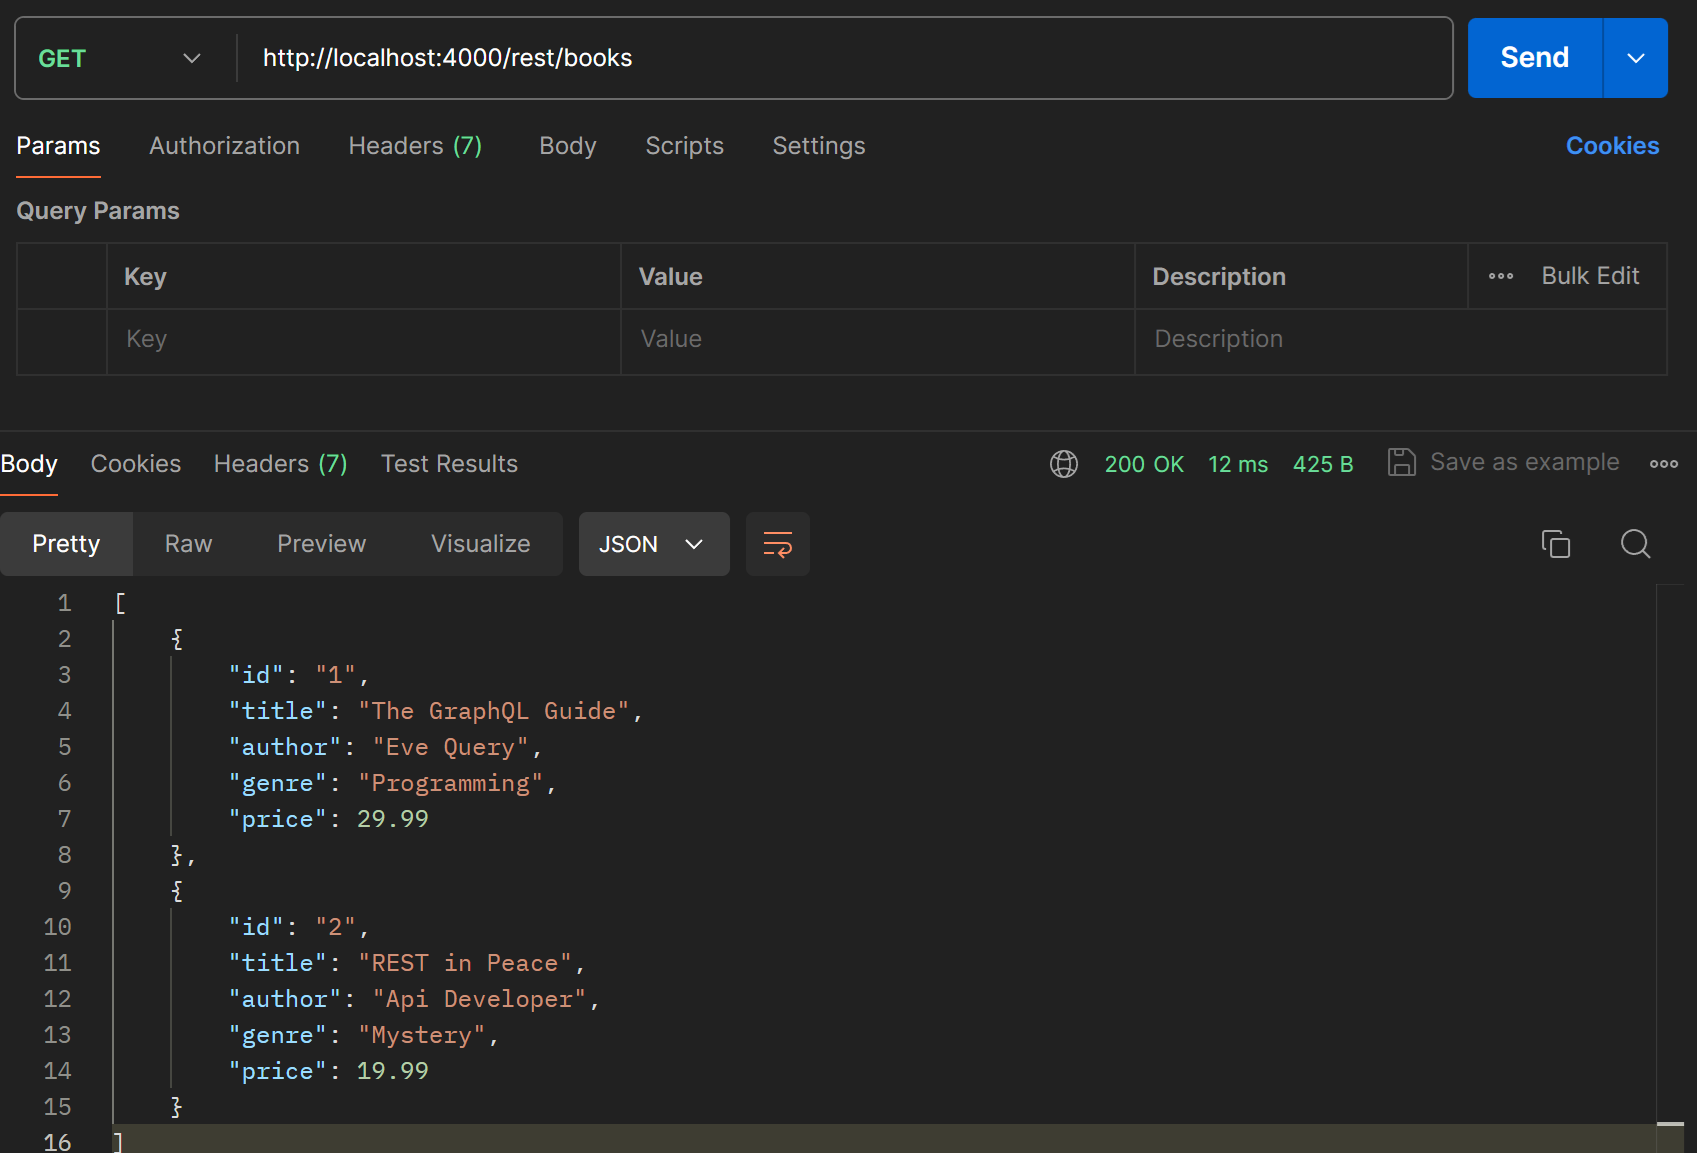 GET http://localhost:4000/rest/books Send
Params Authorization Headers (7) Body Scripts Settings Cookies
Query Params
Key Value Description Bulk Edit
Key Value Description
Body Cookies Headers (7) Test Results 200 OK 12 ms 425 B Save as example
Pretty Raw Preview Visualize JSON
1 [
2 {
3 "id": "1",
4 "title": "The GraphQL Guide",
5 "author": "Eve Query",
6 "genre": "Programming",
7 "price": 29.99
8 },
9 {
10 "id": "2",
11 "title": "REST in Peace",
12 "author": "Api Developer",
13 "genre": "Mystery",
14 "price": 19.99
15 }
16 ]